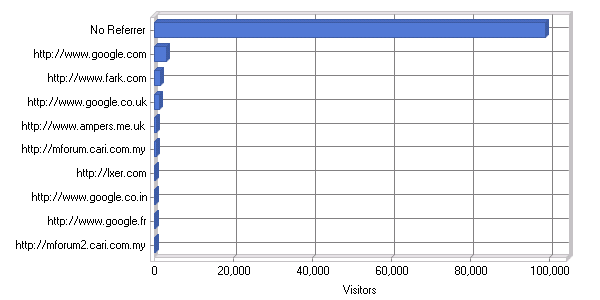 No Referrer
http://www.google.com
http://www.fark.com
http://www.google.co.uk
http://www.ampers.me.uk
http://mforum.cari.com.my
http://lxer.com
http://www.google.co.in
http://www.google.fr
http://mforum2.cari.com.my
0 20,000 40,000 60,000 80,000 100,000
Visitors